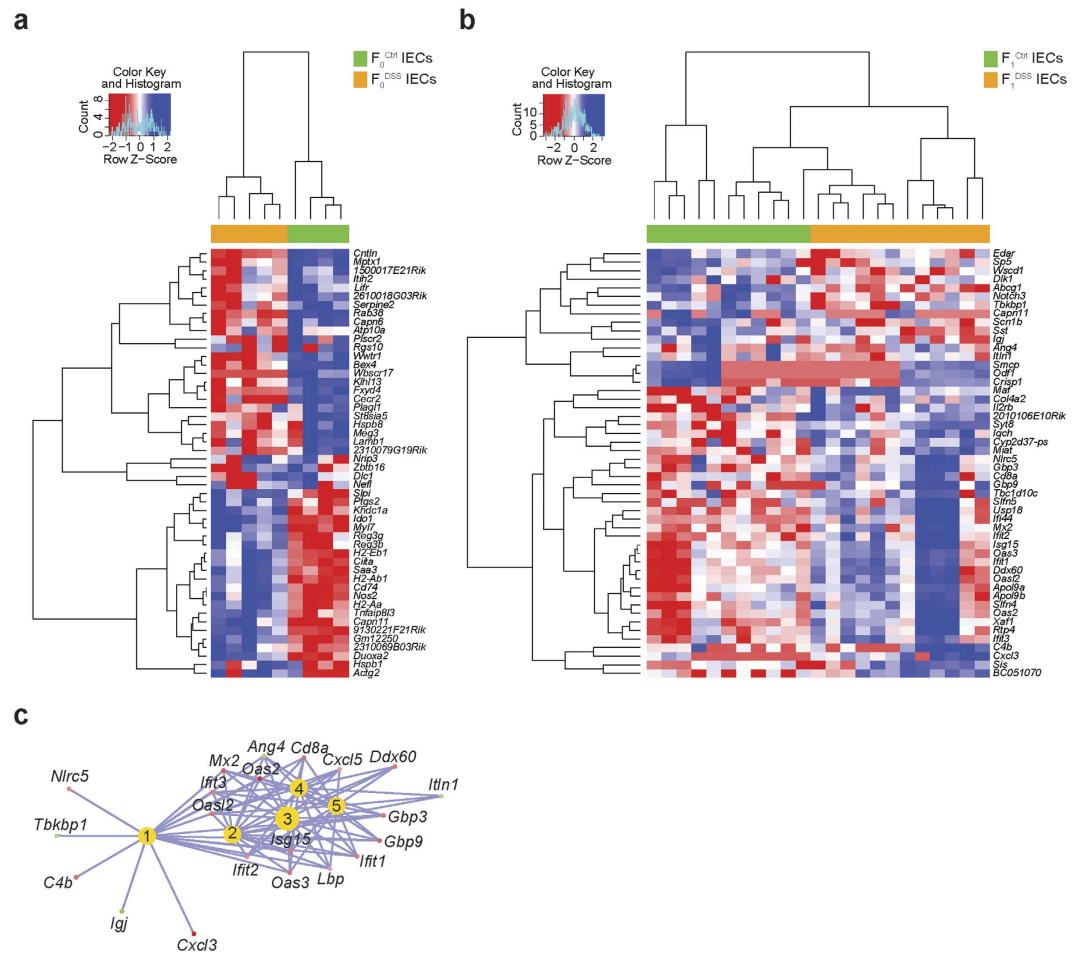 a
F0Ctrl IECs
F0DSS IECs
Color Key
and Histogram
Count
0 4 8
−2 −1 0 1 2
Row Z-Score
Cntln
Mptx1
1500017E21Rik
Itih2
Lifr
2610018G03Rik
Serpine2
Rab38
Capn6
Atp10a
Plscr2
Rgs10
Wwtr1
Bex4
Wbscr17
Klhl13
Fxyd4
Cecr2
Plagl1
St8sia5
Hspb8
Meg3
Lamb1
2310079G19Rik
Nrip3
Zbtb16
Dlc1
Nefl
Slpi
Ptgs2
Khdc1a
Ido1
Myl7
Reg3g
Reg3b
H2-Eb1
Ciita
Saa3
H2-Ab1
Cd74
Nos2
H2-Aa
Tnfaip8l3
Capn11
9130221F21Rik
Gm12250
2310069B03Rik
Duoxa2
Hspb1
Actg2
b
F1Ctrl IECs
F1DSS IECs
Color Key
and Histogram
Count
0 5 10
−2 0 1 2
Row Z-Score
Edar
Sp5
Wscd1
Dlk1
Abcg1
Notch3
Tbkbp1
Capn11
Scn1b
Sst
Igj
Ang4
Itln1
Smcp
Odf1
Crisp1
Maf
Col4a2
Il2rb
2010106E10Rik
Syt8
Iqch
Cyp2d37-ps
Miat
Nlrc5
Gbp3
Cd8a
Gbp9
Tbc1d10c
Slfn5
Usp18
Ifi44
Mx2
Ifit2
Isg15
Oas3
Ifit1
Ddx60
Oasl2
Apol9a
Apol9b
Slfn4
Oas2
Xaf1
Rtp4
Ifit3
C4b
Cxcl3
Sis
BC051070
c
Nlrc5
Tbkbp1
C4b
Igj
Cxcl3
Mx2
Ang4
Oas2
Cd8a
Cxcl5
Ddx60
Itln1
Ifit3
Oasl2
Gbp3
Gbp9
Isg15
Ifit2
Oas3
Lbp
Ifit1
1
2
3
4
5